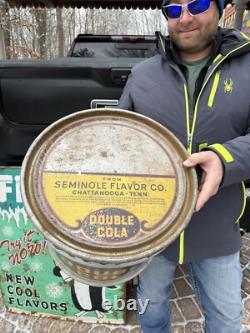 FROM
SEMINOLE FLAVOR CO.
CHATTANOOGA - TENN.
DOUBLE
COLA
Try it
NOW!
NEW
COOL
FLAVORS